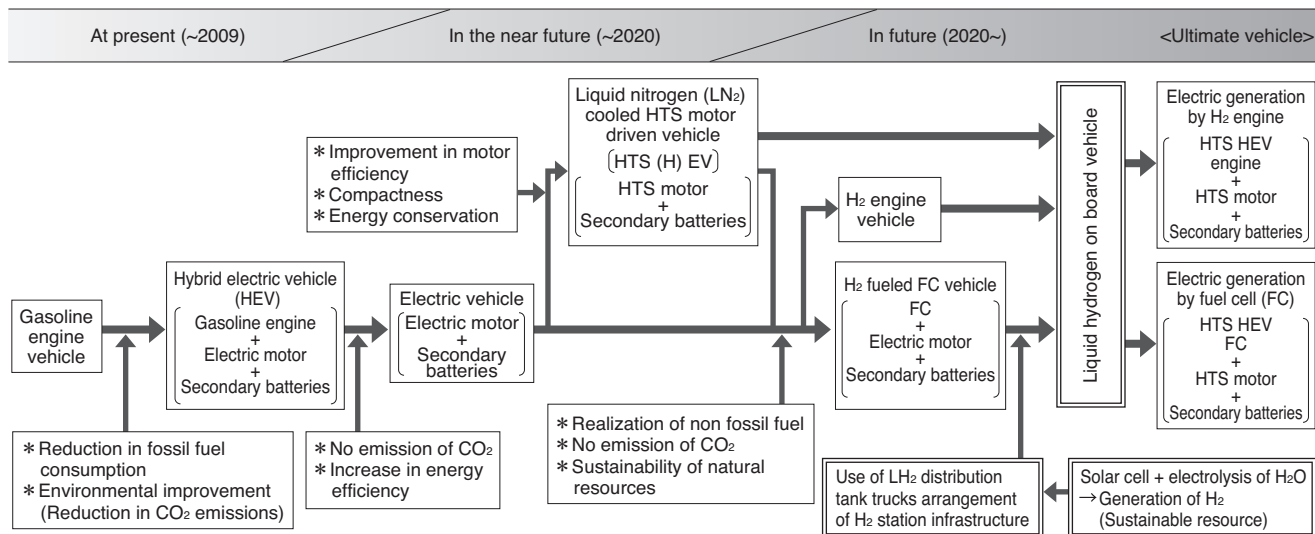 At present (~2009)
In the near future (~2020)
In future (2020~)
<Ultimate vehicle>
Gasoline
engine
vehicle
Hybrid electric vehicle
(HEV)
Gasoline engine
+
Electric motor
+
Secondary batteries
Electric vehicle
Electric motor
+
Secondary
batteries
∗ Improvement in motor
efficiency
∗ Compactness
∗ Energy conservation
Liquid nitrogen (LN₂)
cooled HTS motor
driven vehicle
(HTS (H) EV)
HTS motor
+
Secondary batteries
H₂ engine
vehicle
H₂ fueled FC vehicle
FC
+
Electric motor
+
Secondary batteries
Liquid hydrogen on board vehicle
Electric generation
by H₂ engine
HTS HEV
engine
+
HTS motor
+
Secondary batteries
Electric generation
by fuel cell (FC)
HTS HEV
FC
+
HTS motor
+
Secondary batteries
∗ Reduction in fossil fuel
consumption
∗ Environmental improvement
(Reduction in CO₂ emissions)
∗ No emission of CO₂
∗ Increase in energy
efficiency
∗ Realization of non fossil fuel
∗ No emission of CO₂
∗ Sustainability of natural
resources
Use of LH₂ distribution
tank trucks arrangement
of H₂ station infrastructure
Solar cell + electrolysis of H₂O
→ Generation of H₂
(Sustainable resource)